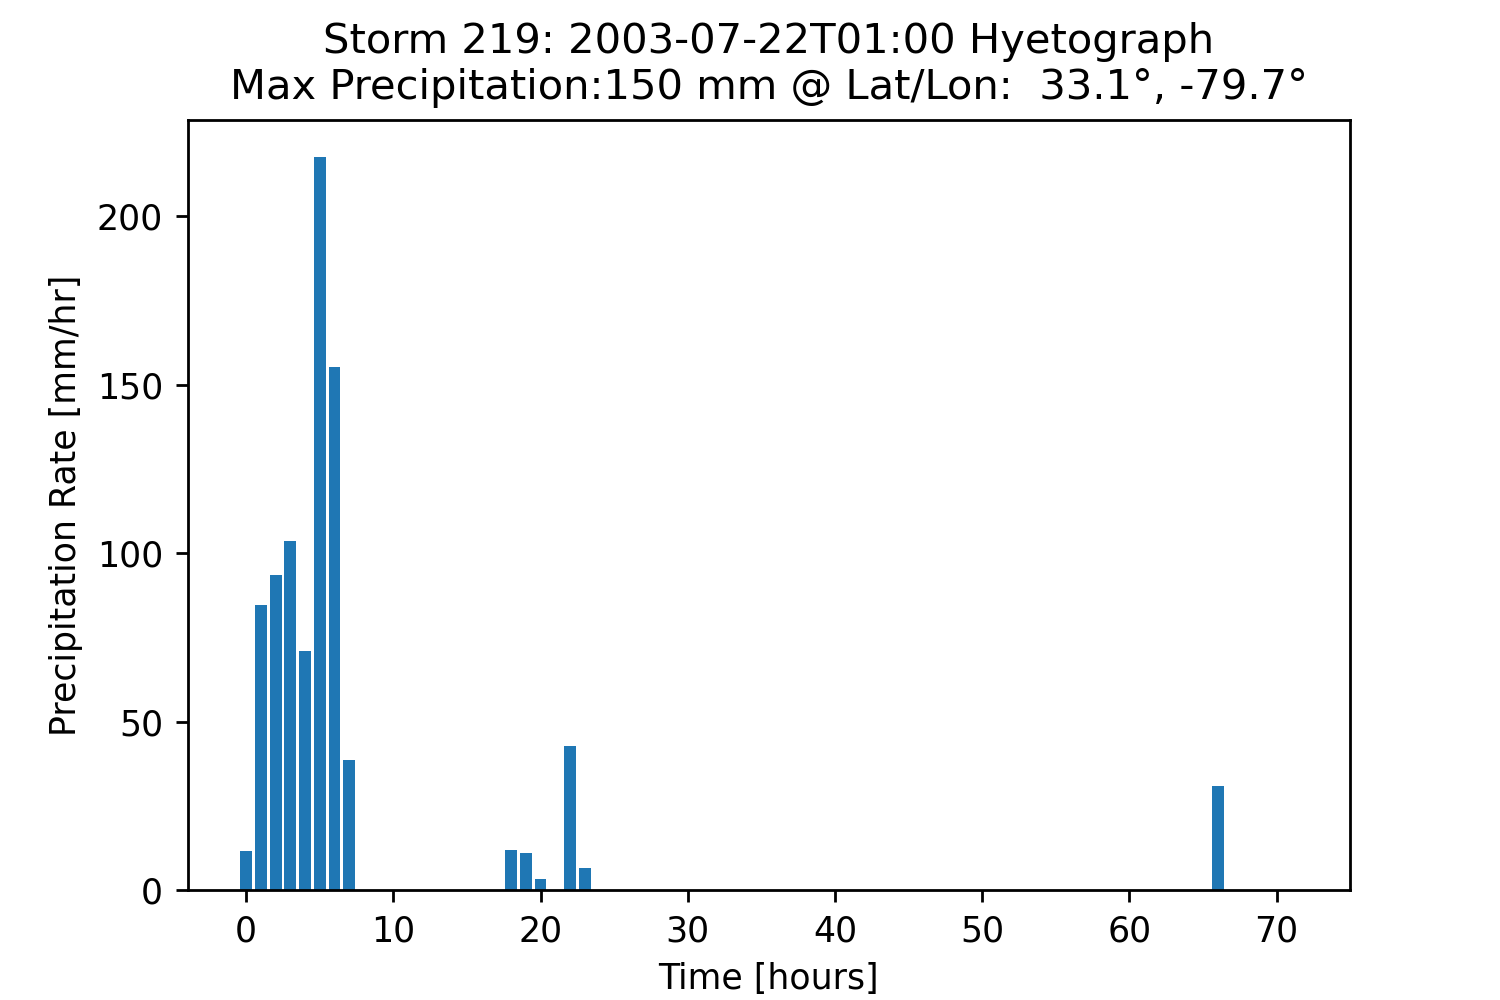 Storm 219: 2003-07-22T01:00 Hyetograph
Max Precipitation:150 mm @ Lat/Lon:  33.1°, -79.7°
Precipitation Rate [mm/hr]
200
150
100
50
0
0 10 20 30 40 50 60 70
Time [hours]